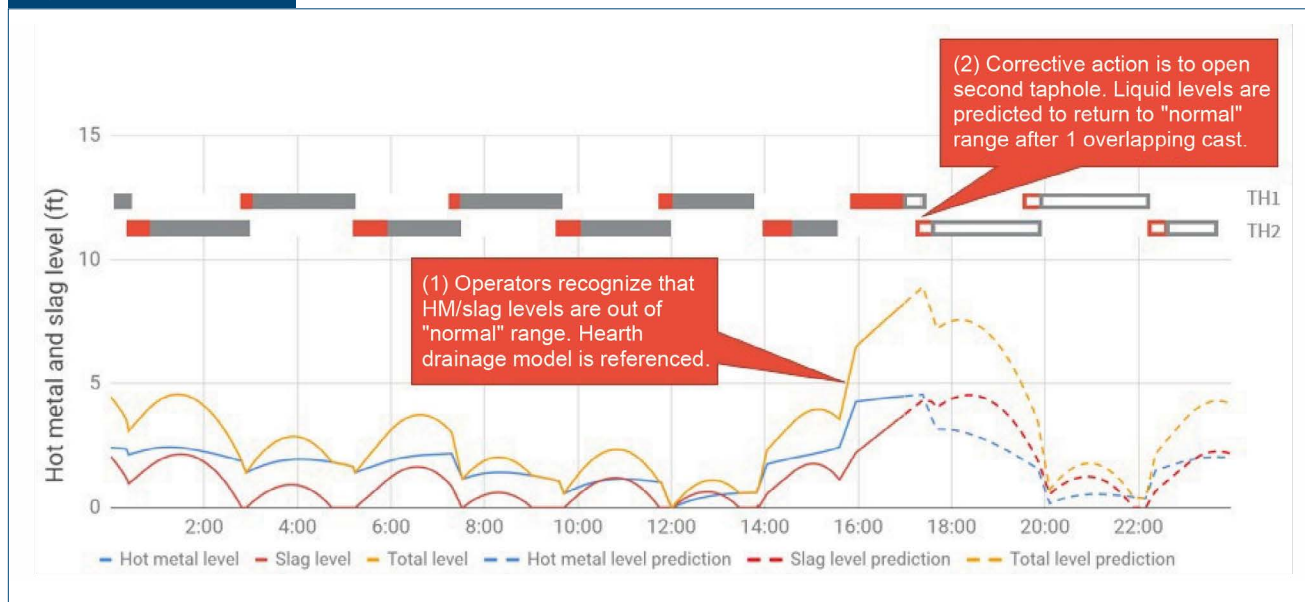 (2) Corrective action is to open
second taphole. Liquid levels are
predicted to return to "normal"
range after 1 overlapping cast.
Hot metal and slag level (ft)
15
10
5
0
TH1
TH2
(1) Operators recognize that
HM/slag levels are out of
"normal" range. Hearth
drainage model is referenced.
2:00 4:00 6:00 8:00 10:00 12:00 14:00 16:00 18:00 20:00 22:00
Hot metal level Slag level Total level Hot metal level prediction Slag level prediction Total level prediction